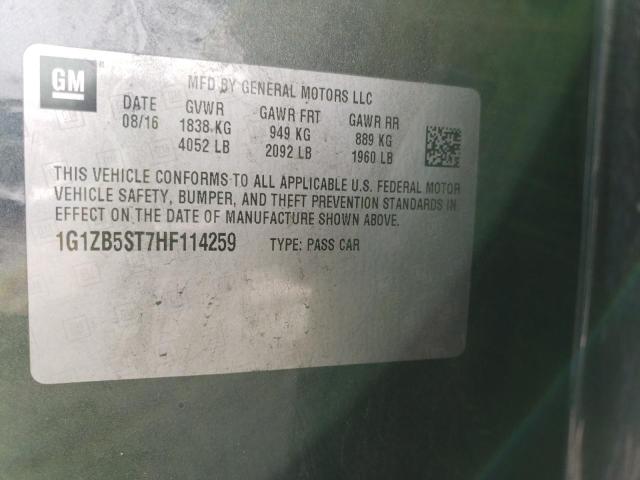 GM
MFD BY GENERAL MOTORS LLC
DATE GVWR GAWR FRT GAWR RR
08/16 1838 KG 949 KG 889 KG
4052 LB 2092 LB 1960 LB
THIS VEHICLE CONFORMS TO ALL APPLICABLE U.S. FEDERAL MOTOR
VEHICLE SAFETY, BUMPER, AND THEFT PREVENTION STANDARDS IN
EFFECT ON THE DATE OF MANUFACTURE SHOWN ABOVE.
1G1ZB5ST7HF114259 TYPE: PASS CAR